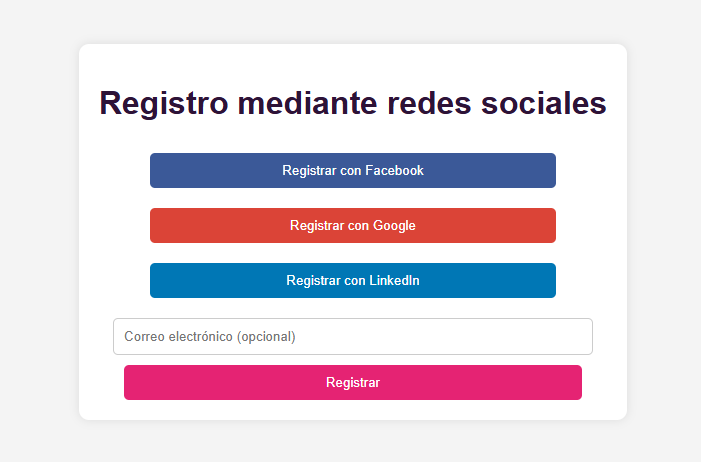 Registro mediante redes sociales
Registrar con Facebook
Registrar con Google
Registrar con LinkedIn
Correo electrónico (opcional)
Registrar